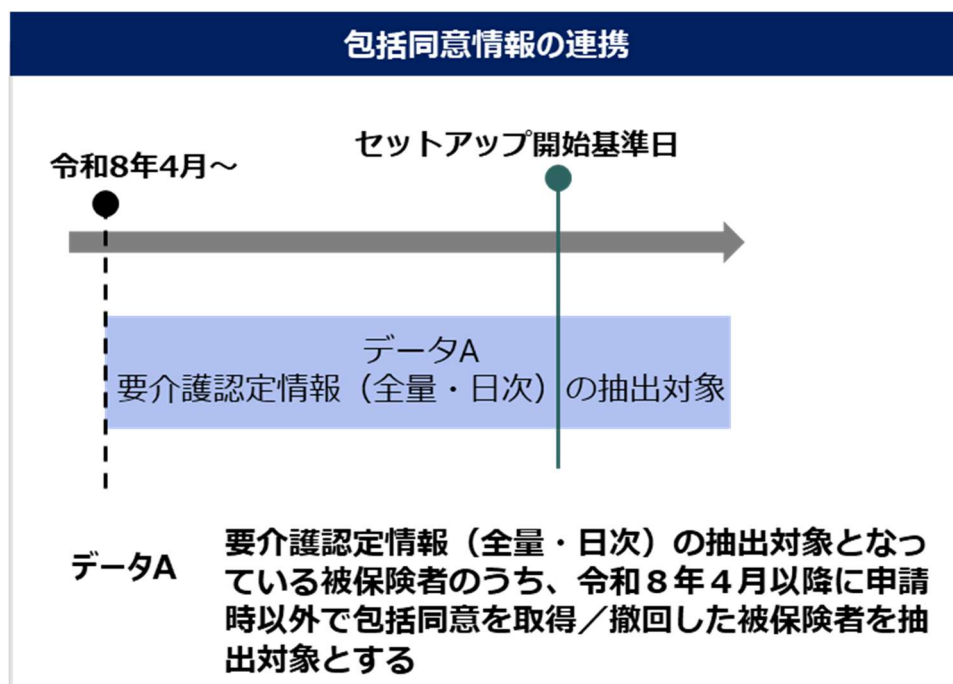 包括同意情報の連携
セットアップ開始基準日
令和8年4月～
データA
要介護認定情報（全量・日次）の抽出対象
データA
要介護認定情報（全量・日次）の抽出対象となっ
ている被保険者のうち、令和８年４月以降に申請
時以外で包括同意を取得／撤回した被保険者を抽
出対象とする